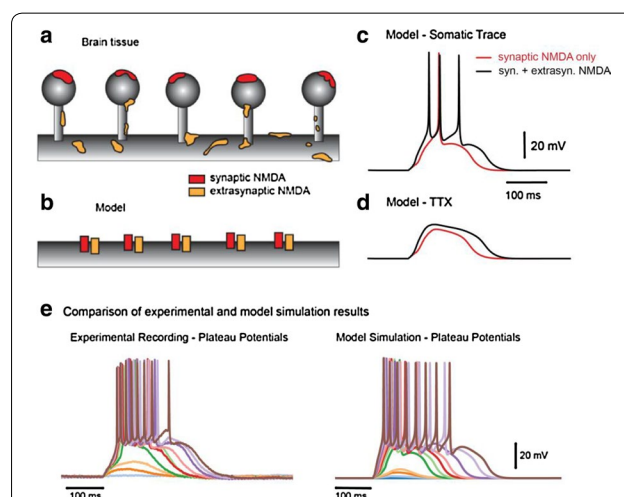 a
Brain tissue
synaptic NMDA
extrasynaptic NMDA
b
Model
c
Model - Somatic Trace
synaptic NMDA only
syn. + extrasyn. NMDA
20 mV
100 ms
d
Model - TTX
e Comparison of experimental and model simulation results
Experimental Recording - Plateau Potentials
100 ms
Model Simulation - Plateau Potentials
20 mV
100 ms